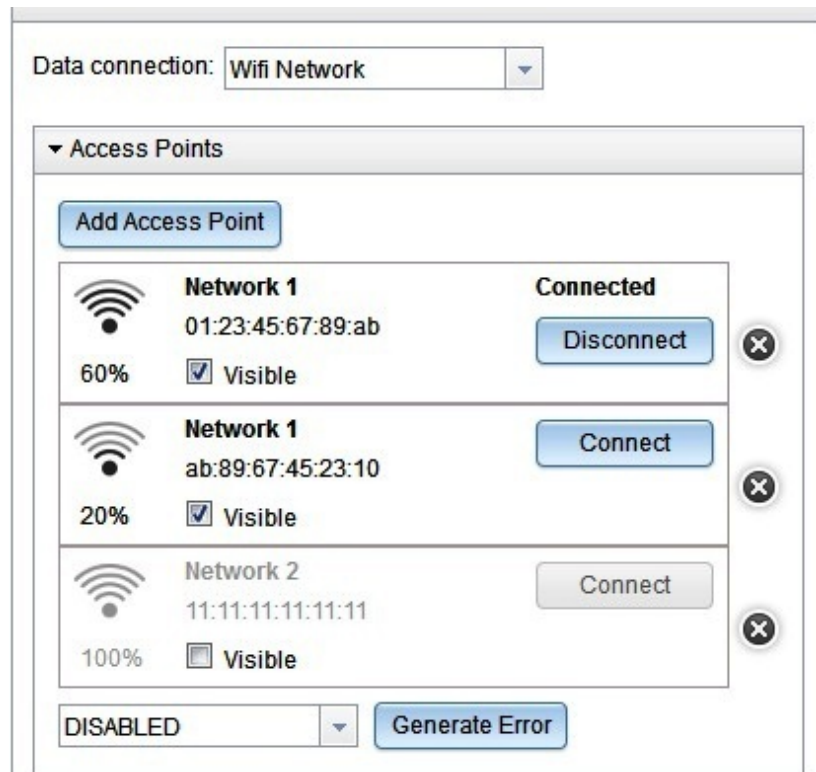 Data connection: Wifi Network
Access Points
Add Access Point
Network 1 Connected
01:23:45:67:89:ab Disconnect
60% Visible
Network 1 Connect
ab:89:67:45:23:10
20% Visible
Network 2 Connect
11:11:11:11:11:11
100% Visible
DISABLED Generate Error